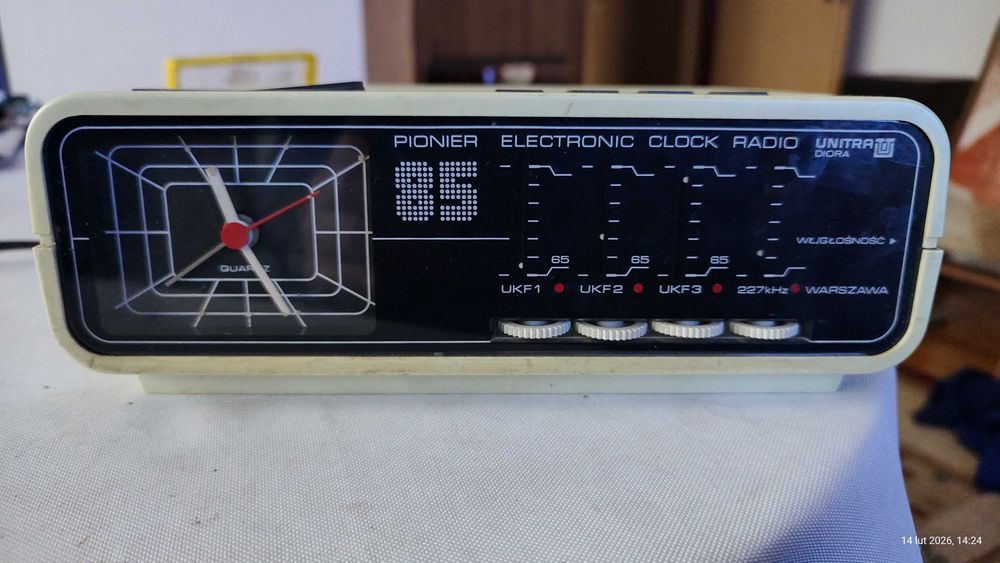 PIONIER ELECTRONIC CLOCK RADIO UNITRA
DIORA
85
WŁ/GŁOŚNOŚĆ
65 65 65
UKF1 UKF2 UKF3 227kHz WARSZAWA
QUARTZ
14 lut 2026, 14:24